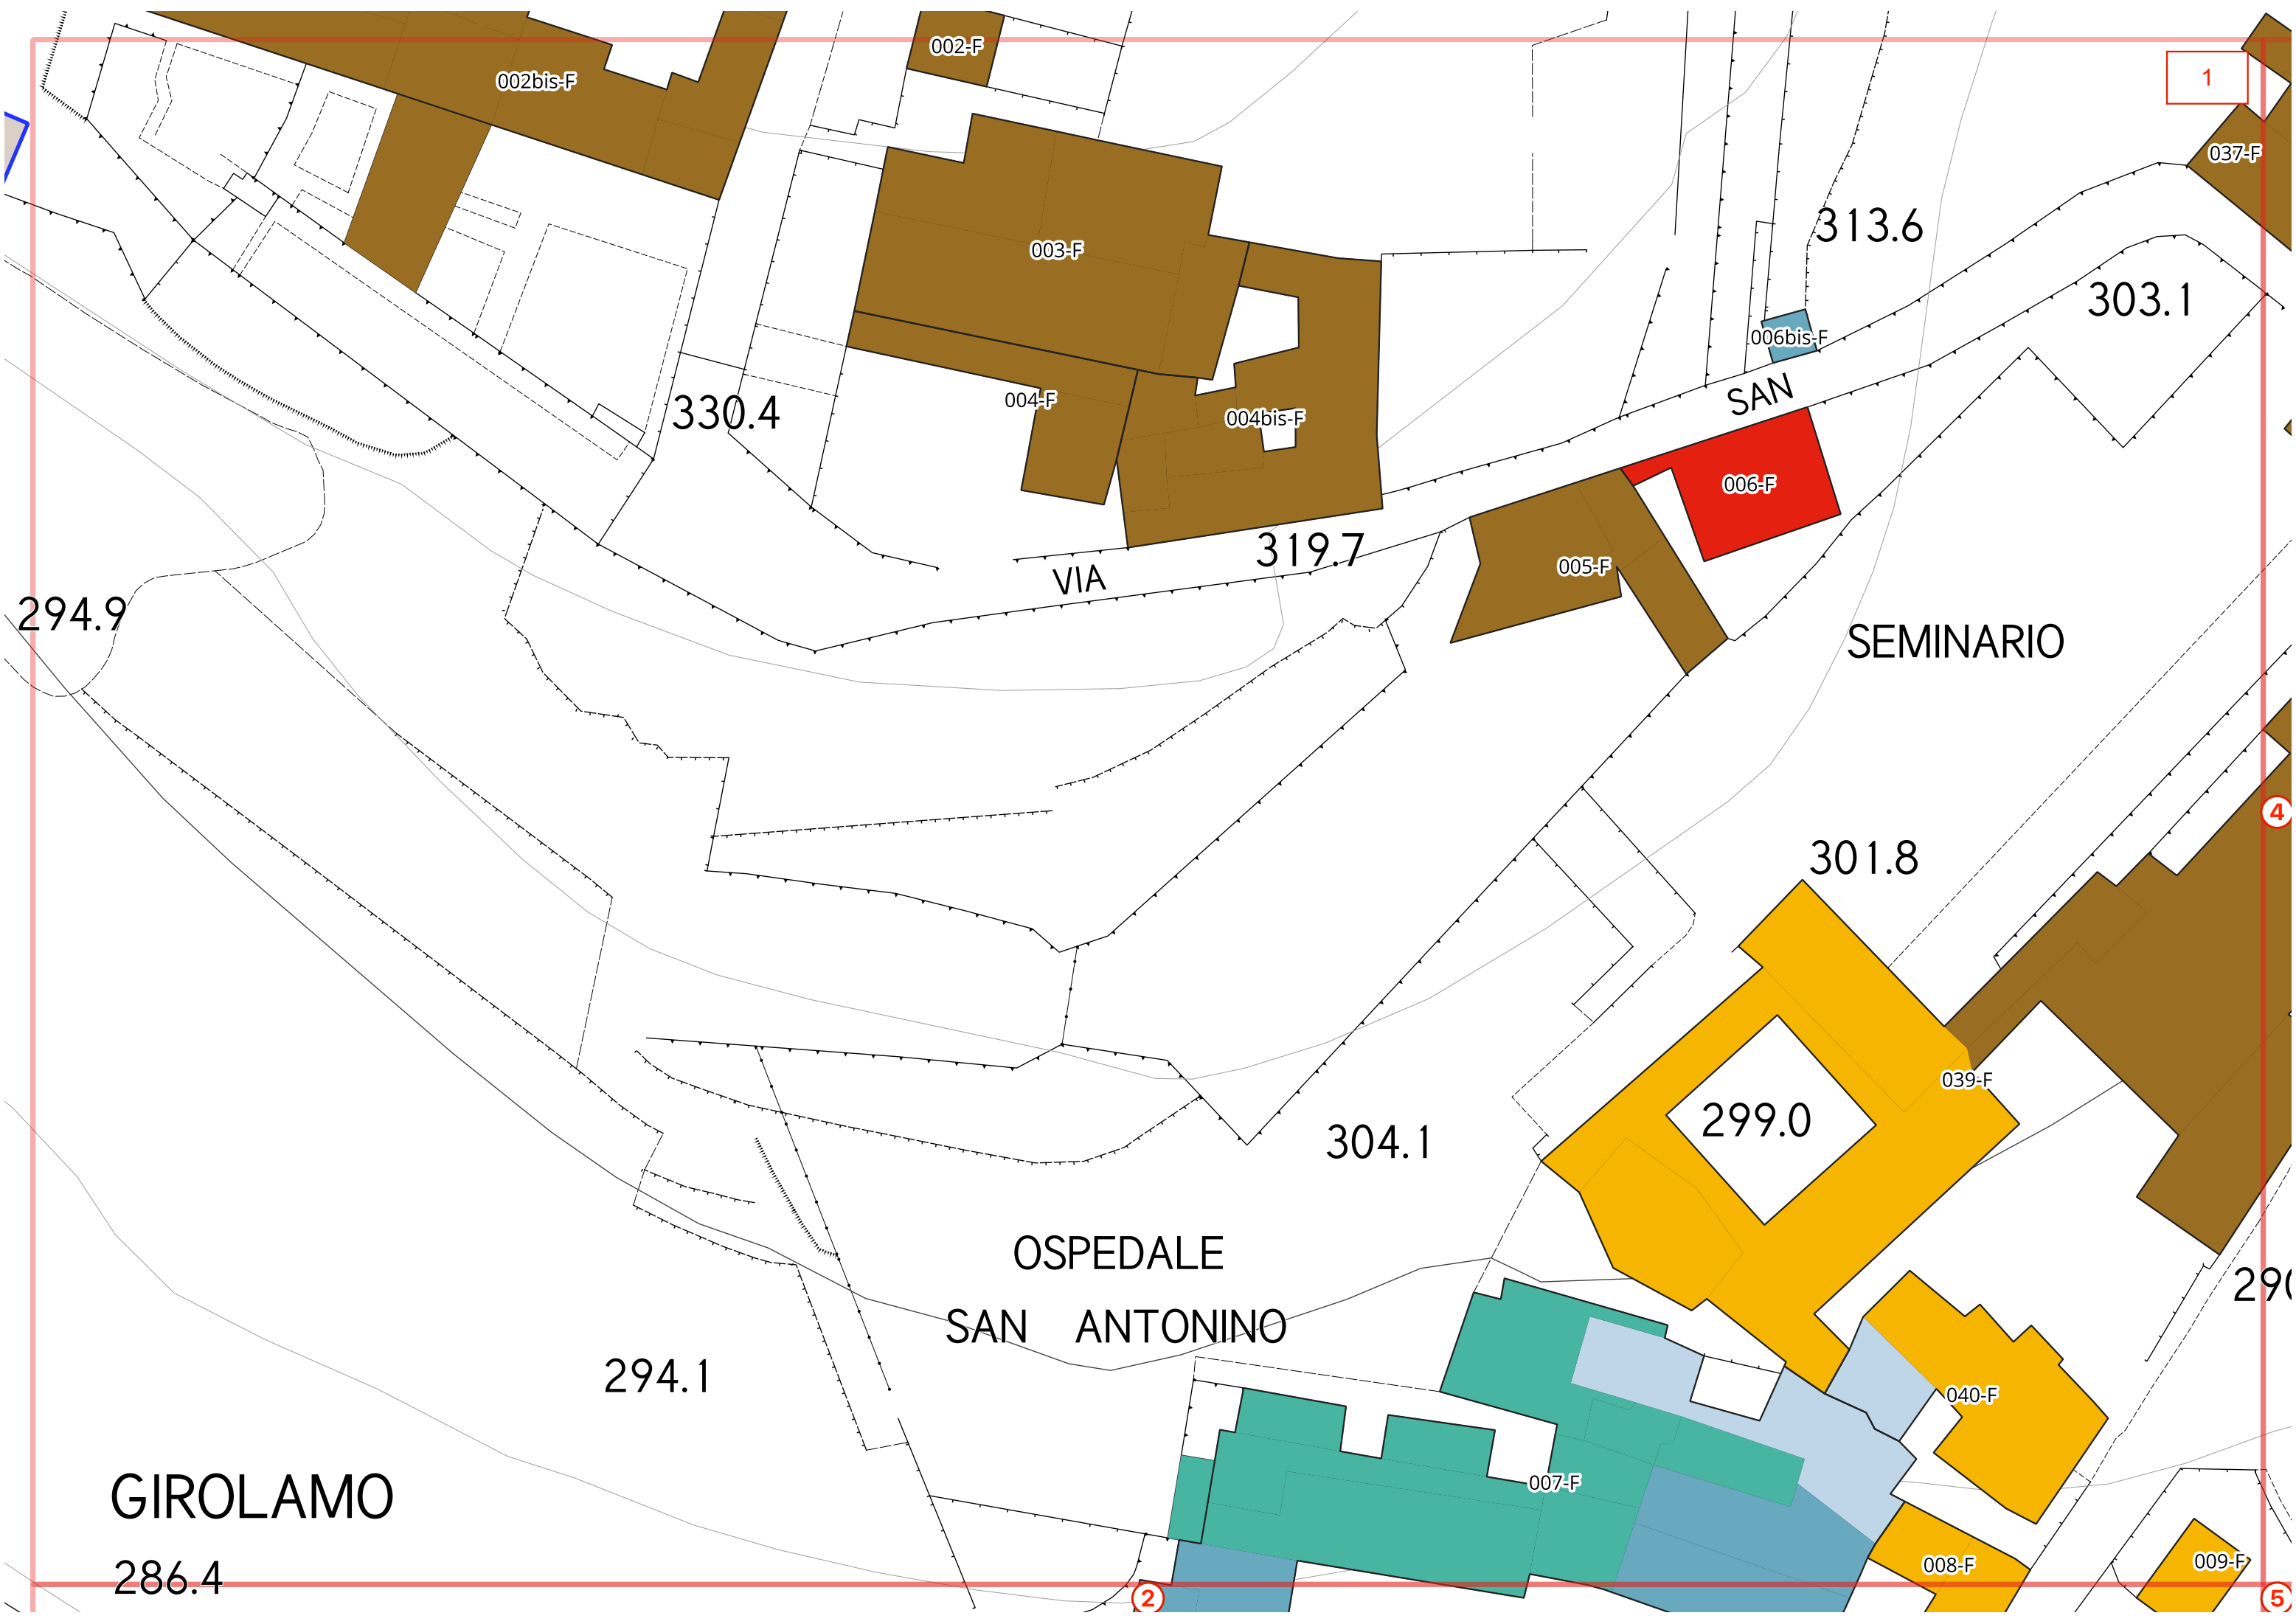 002-F
1
002bis-F
037-F
313.6
003-F
303.1
006bis-F
SAN
004-F
330.4
004bis-F
006-F
319.7
005-F
VIA
294.9
SEMINARIO
4
301.8
039-F
299.0
304.1
OSPEDALE
SAN ANTONINO
294.1
040-F
007-F
GIROLAMO
008-F
009-F
286.4
2
5